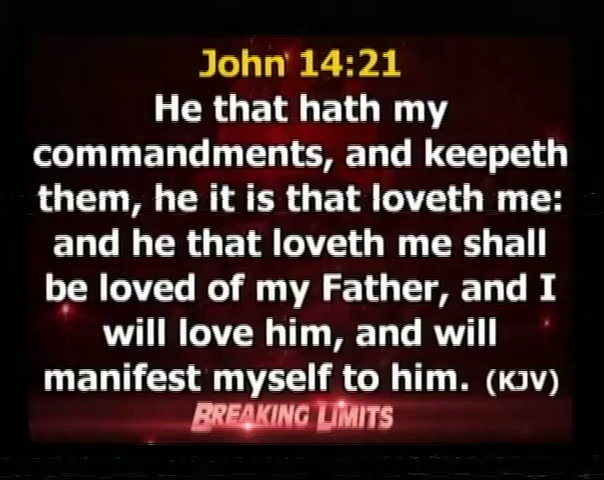 John 14:21
He that hath my
commandments, and keepeth
them, he it is that loveth me:
and he that loveth me shall
be loved of my Father, and I
will love him, and will
manifest myself to him. (KJV)
BREAKING LIMITS